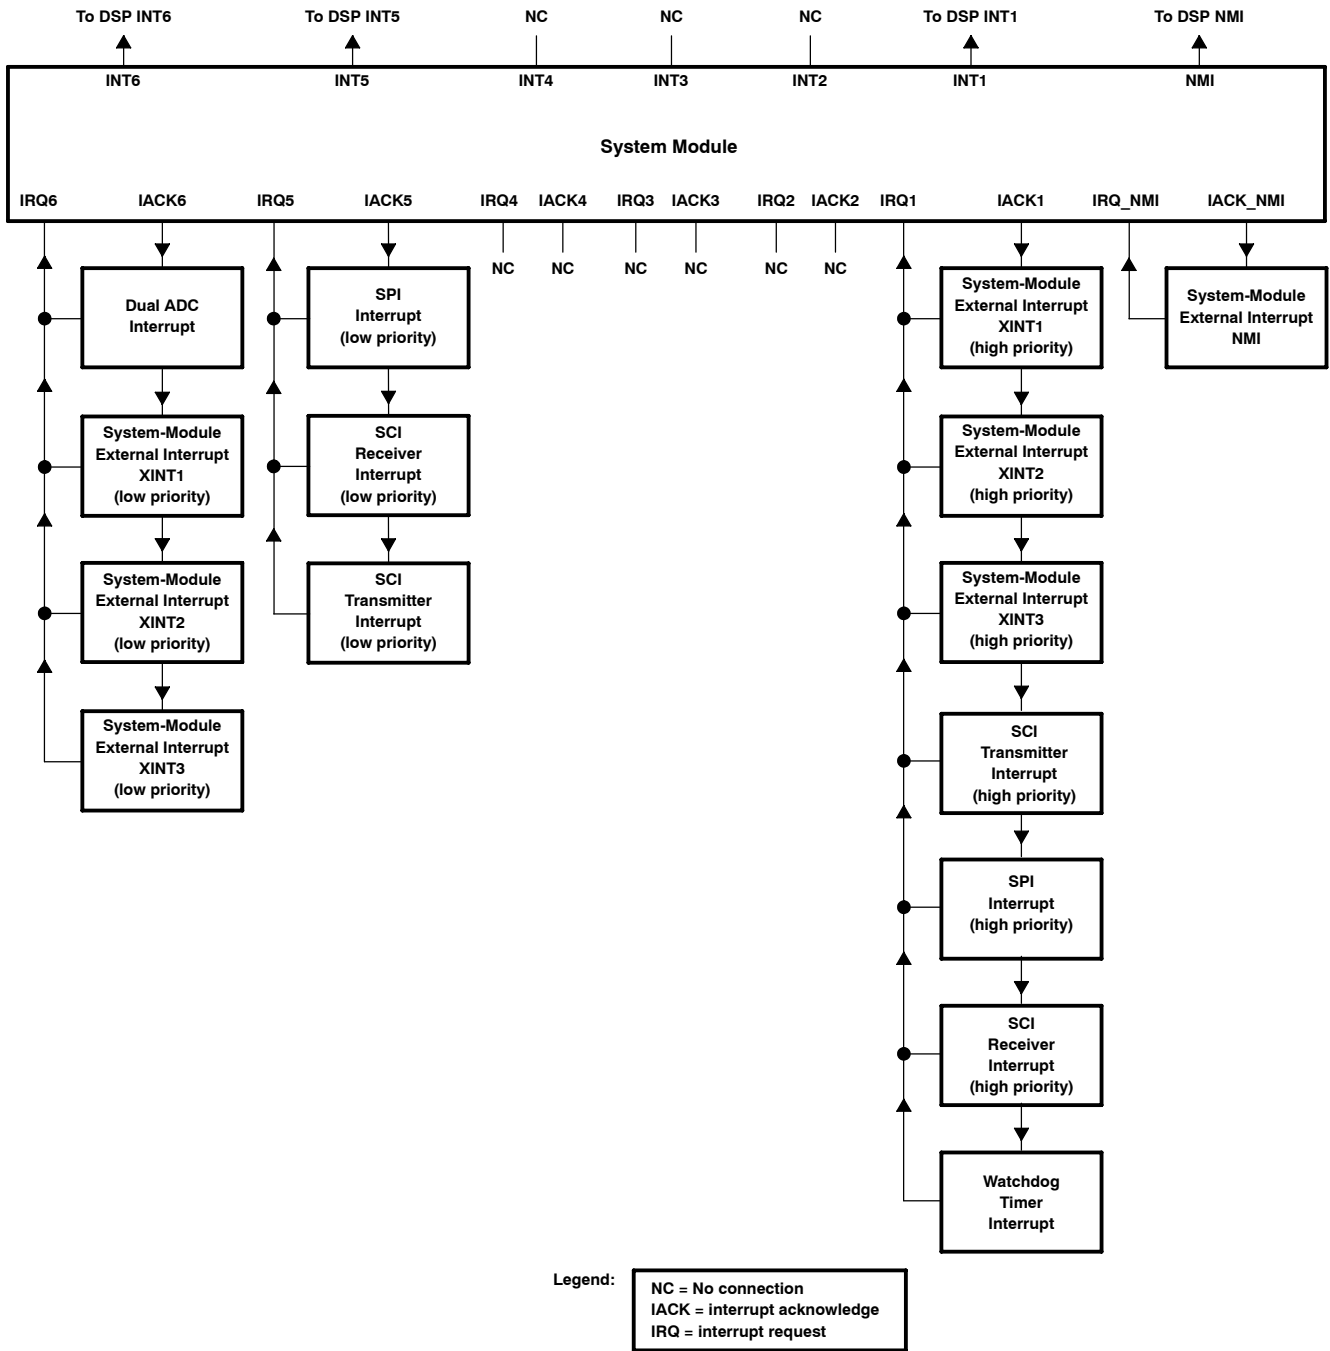 To DSP INT6
To DSP INT5
NC
NC
NC
To DSP INT1
To DSP NMI
INT6
INT5
INT4
INT3
INT2
INT1
NMI
System Module
IRQ6
IACK6
IRQ5
IACK5
IRQ4
IACK4
IRQ3
IACK3
IRQ2
IACK2
IRQ1
IACK1
IRQ_NMI
IACK_NMI
NC
NC
NC
NC
NC
NC
Dual ADC
Interrupt
System-Module
External Interrupt
XINT1
(low priority)
System-Module
External Interrupt
XINT2
(low priority)
System-Module
External Interrupt
XINT3
(low priority)
SPI
Interrupt
(low priority)
SCI
Receiver
Interrupt
(low priority)
SCI
Transmitter
Interrupt
(low priority)
System-Module
External Interrupt
XINT1
(high priority)
System-Module
External Interrupt
XINT2
(high priority)
System-Module
External Interrupt
XINT3
(high priority)
SCI
Transmitter
Interrupt
(high priority)
SPI
Interrupt
(high priority)
SCI
Receiver
Interrupt
(high priority)
Watchdog
Timer
Interrupt
System-Module
External Interrupt
NMI
Legend:
NC = No connection
IACK = interrupt acknowledge
IRQ = interrupt request